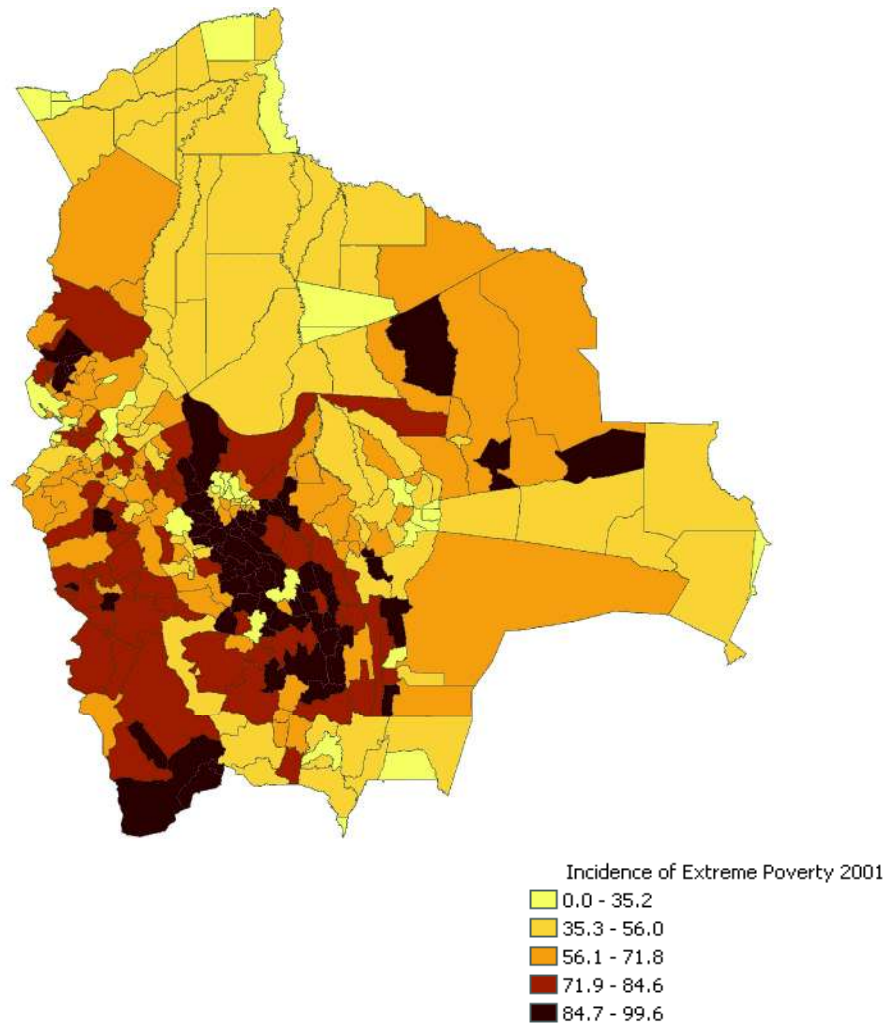 Incidence of Extreme Poverty 2001
0.0 - 35.2
35.3 - 56.0
56.1 - 71.8
71.9 - 84.6
84.7 - 99.6